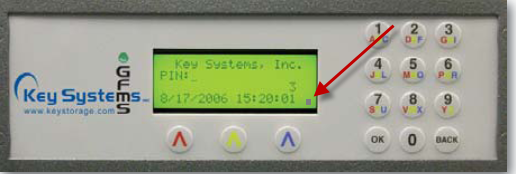 Key Systems, Inc.
PIN:_
3
8/17/2006 15:20:01
GFMS
Key Systems
www.keystorage.com
1 2 3
A-C D-F G-I
4 5 6
J-L M-O P-R
7 8 9
S-U V-X Y
OK 0 BACK